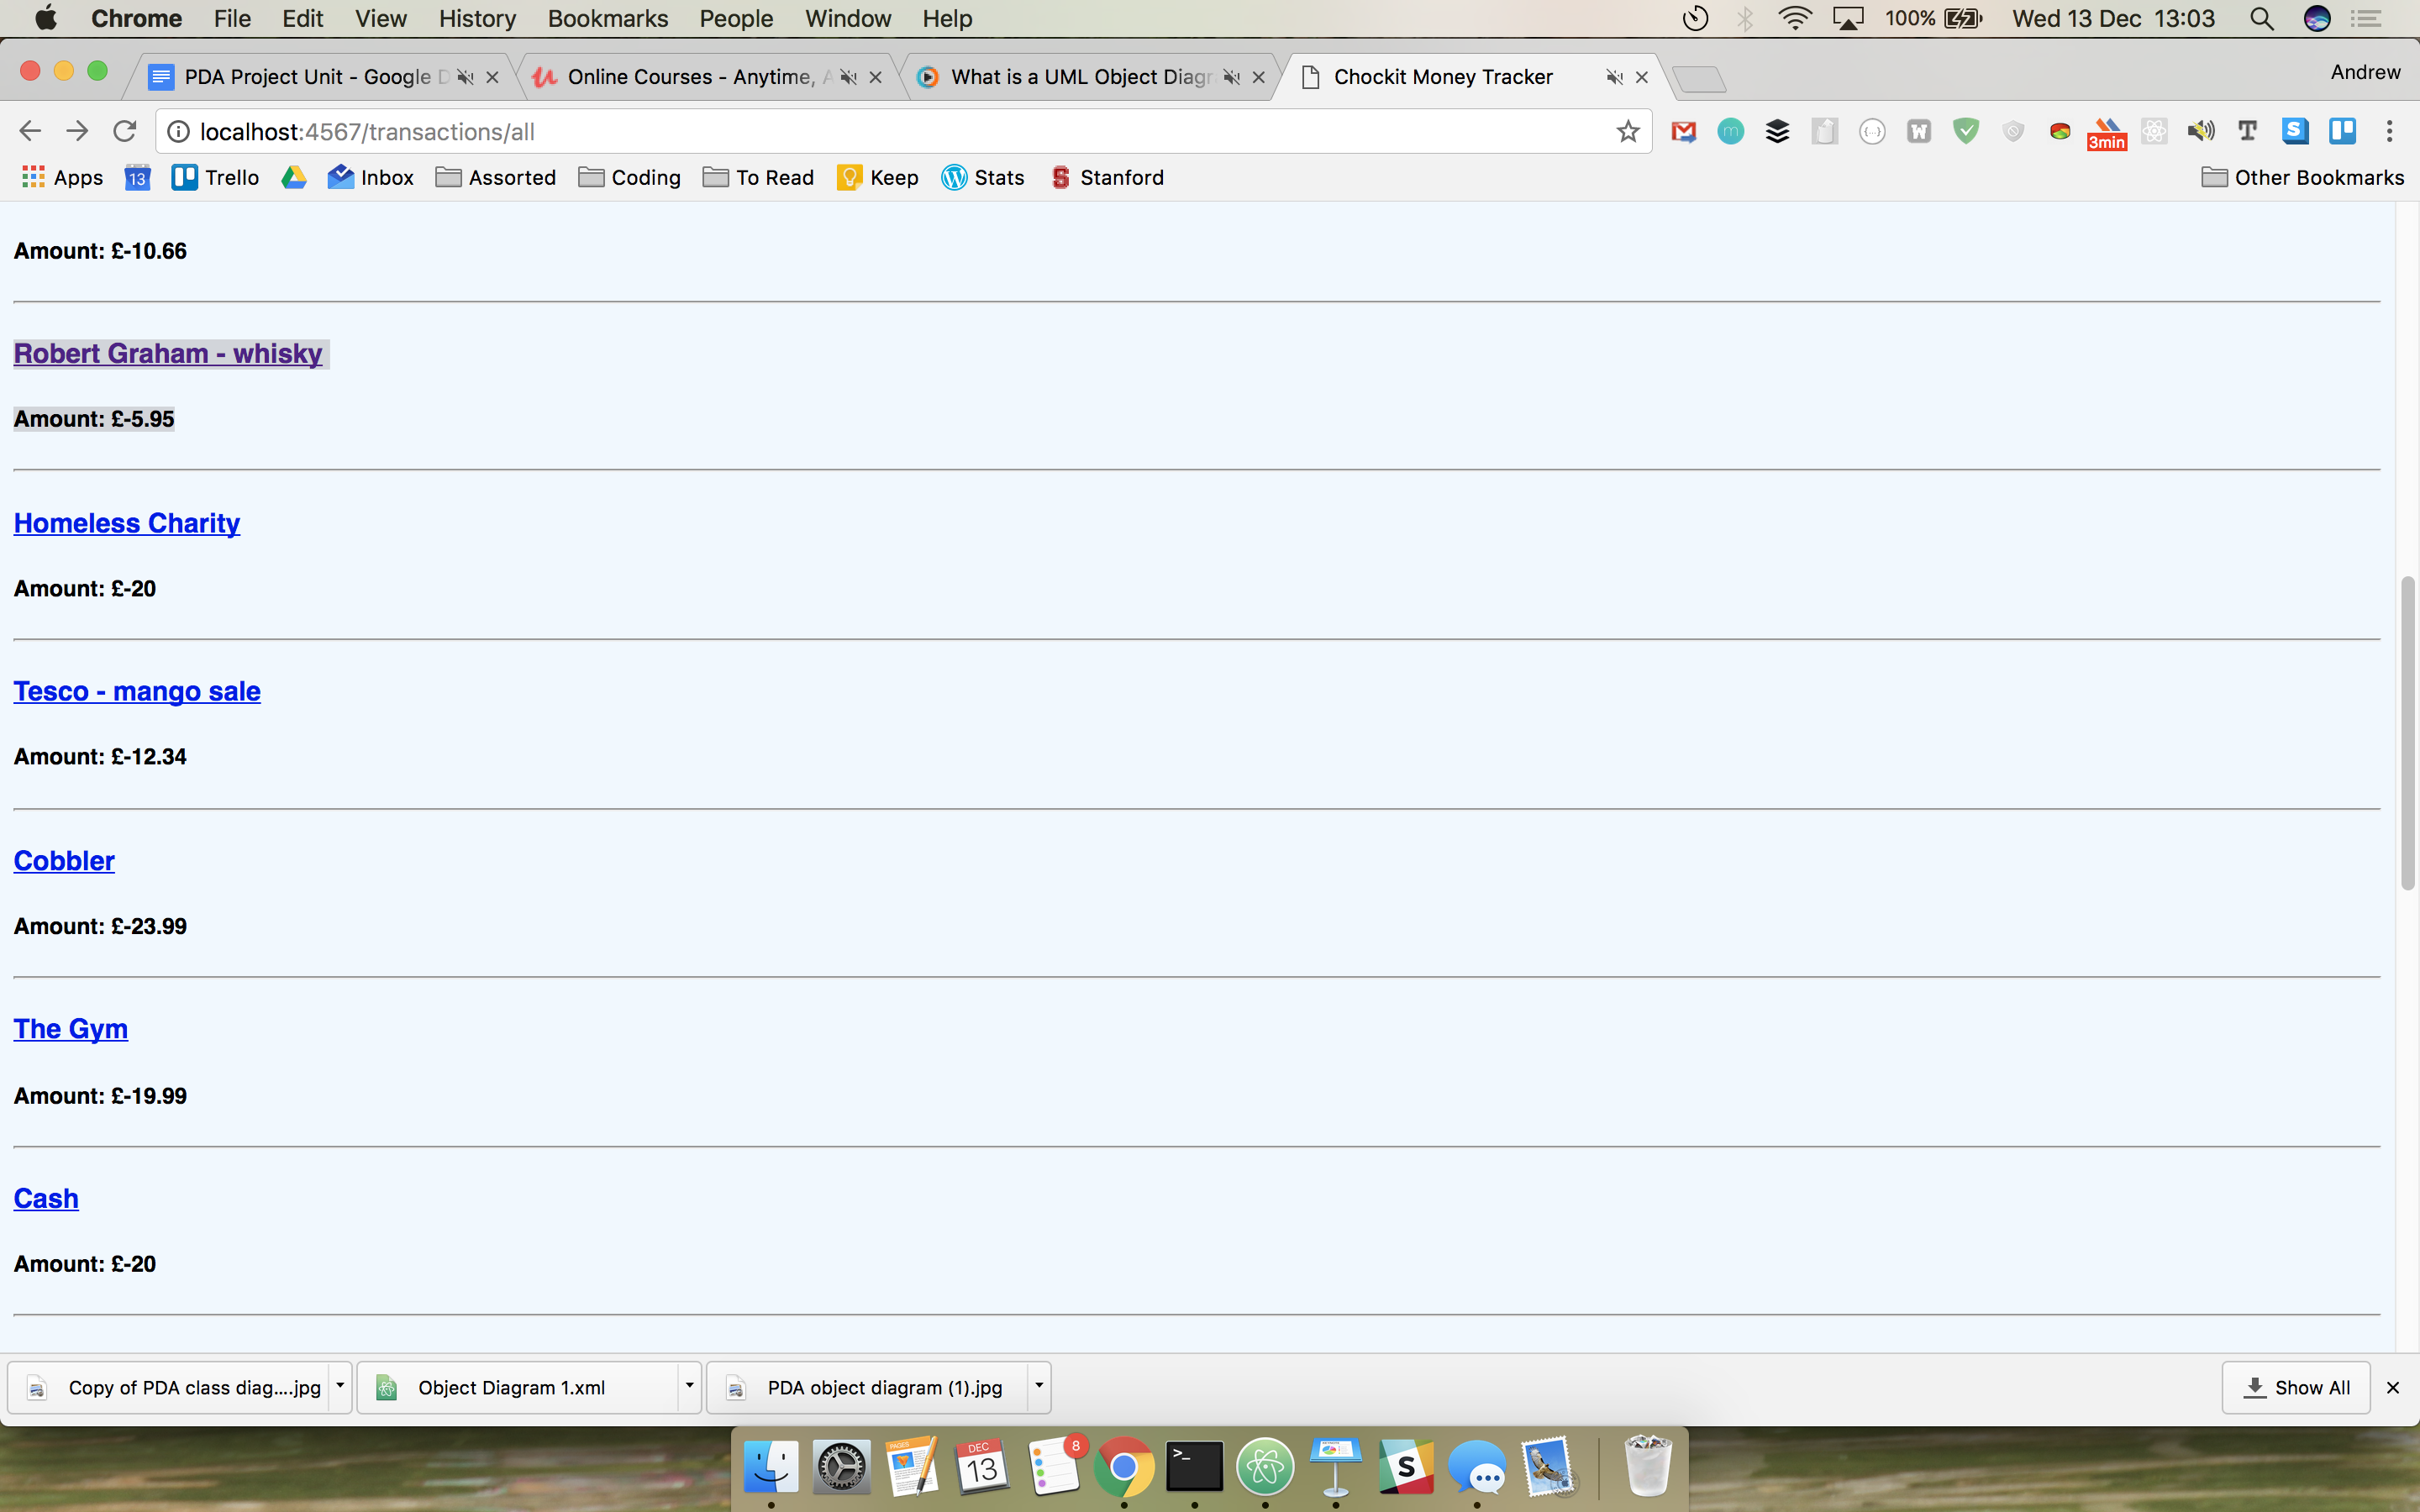 Chrome File Edit View History Bookmarks People Window Help 100% Wed 13 Dec 13:03
PDA Project Unit - Google D Online Courses - Anytime, A What is a UML Object Diagr Chockit Money Tracker Andrew
localhost:4567/transactions/all 3min
Apps 13 Trello Inbox Assorted Coding To Read Keep Stats Stanford Other Bookmarks
Amount: £-10.66
Robert Graham - whisky
Amount: £-5.95
Homeless Charity
Amount: £-20
Tesco - mango sale
Amount: £-12.34
Cobbler
Amount: £-23.99
The Gym
Amount: £-19.99
Cash
Amount: £-20
Copy of PDA class diag....jpg Object Diagram 1.xml PDA object diagram (1).jpg Show All
PAGES DEC 13 8 S